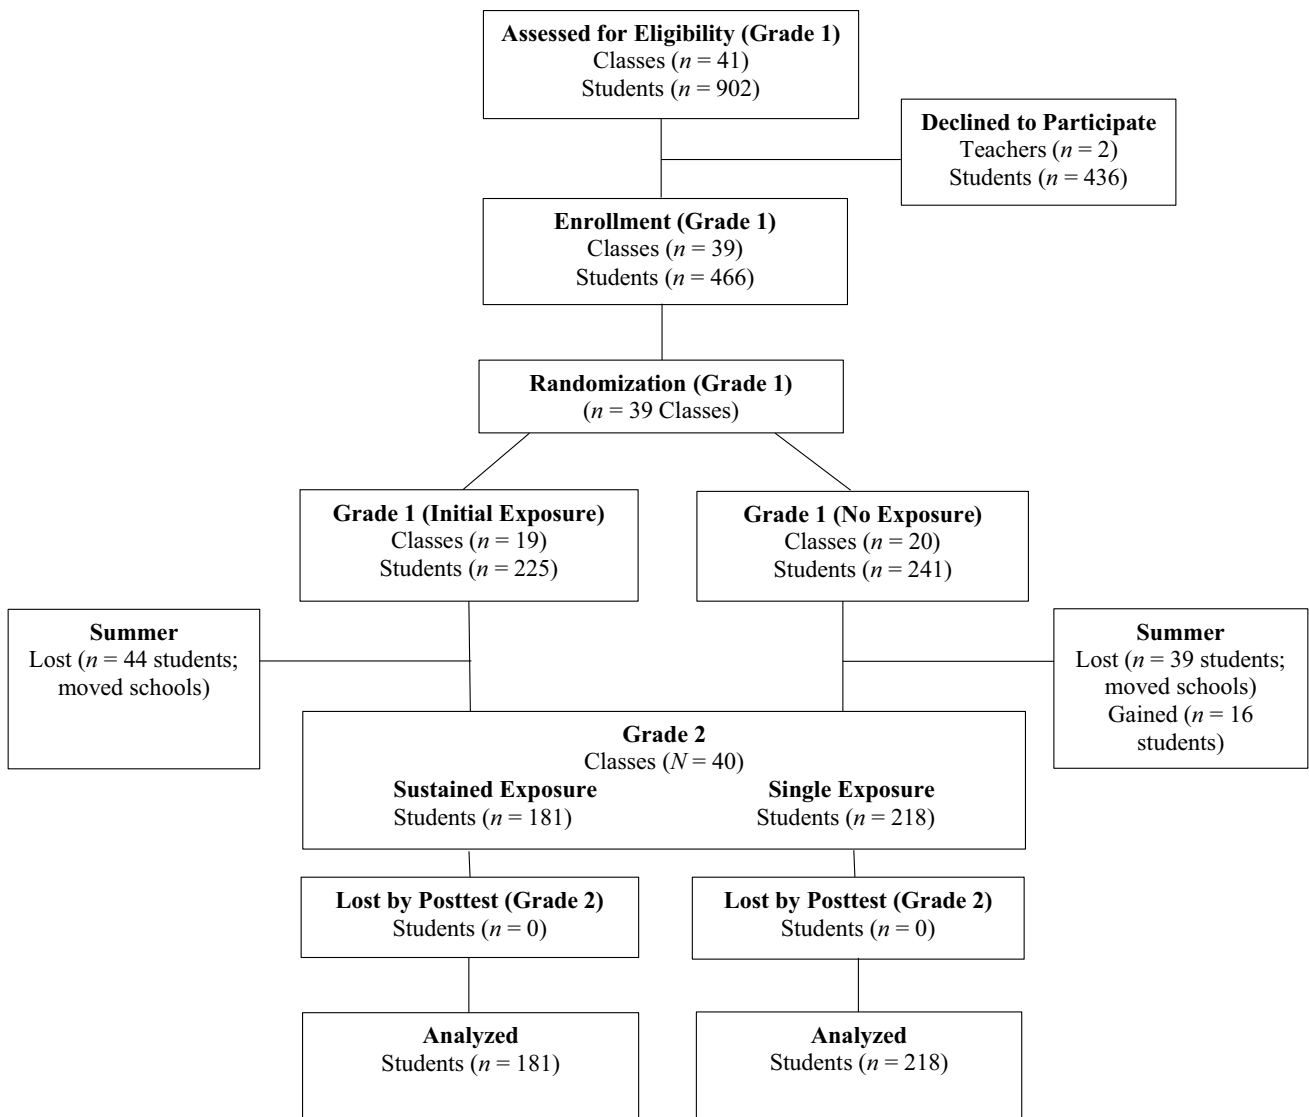 Assessed for Eligibility (Grade 1)
Classes (n = 41)
Students (n = 902)
Declined to Participate
Teachers (n = 2)
Students (n = 436)
Enrollment (Grade 1)
Classes (n = 39)
Students (n = 466)
Randomization (Grade 1)
(n = 39 Classes)
Grade 1 (Initial Exposure)
Classes (n = 19)
Students (n = 225)
Grade 1 (No Exposure)
Classes (n = 20)
Students (n = 241)
Summer
Lost (n = 44 students;
moved schools)
Summer
Lost (n = 39 students;
moved schools)
Gained (n = 16
students)
Grade 2
Classes (N = 40)
Sustained Exposure
Students (n = 181)
Single Exposure
Students (n = 218)
Lost by Posttest (Grade 2)
Students (n = 0)
Lost by Posttest (Grade 2)
Students (n = 0)
Analyzed
Students (n = 181)
Analyzed
Students (n = 218)